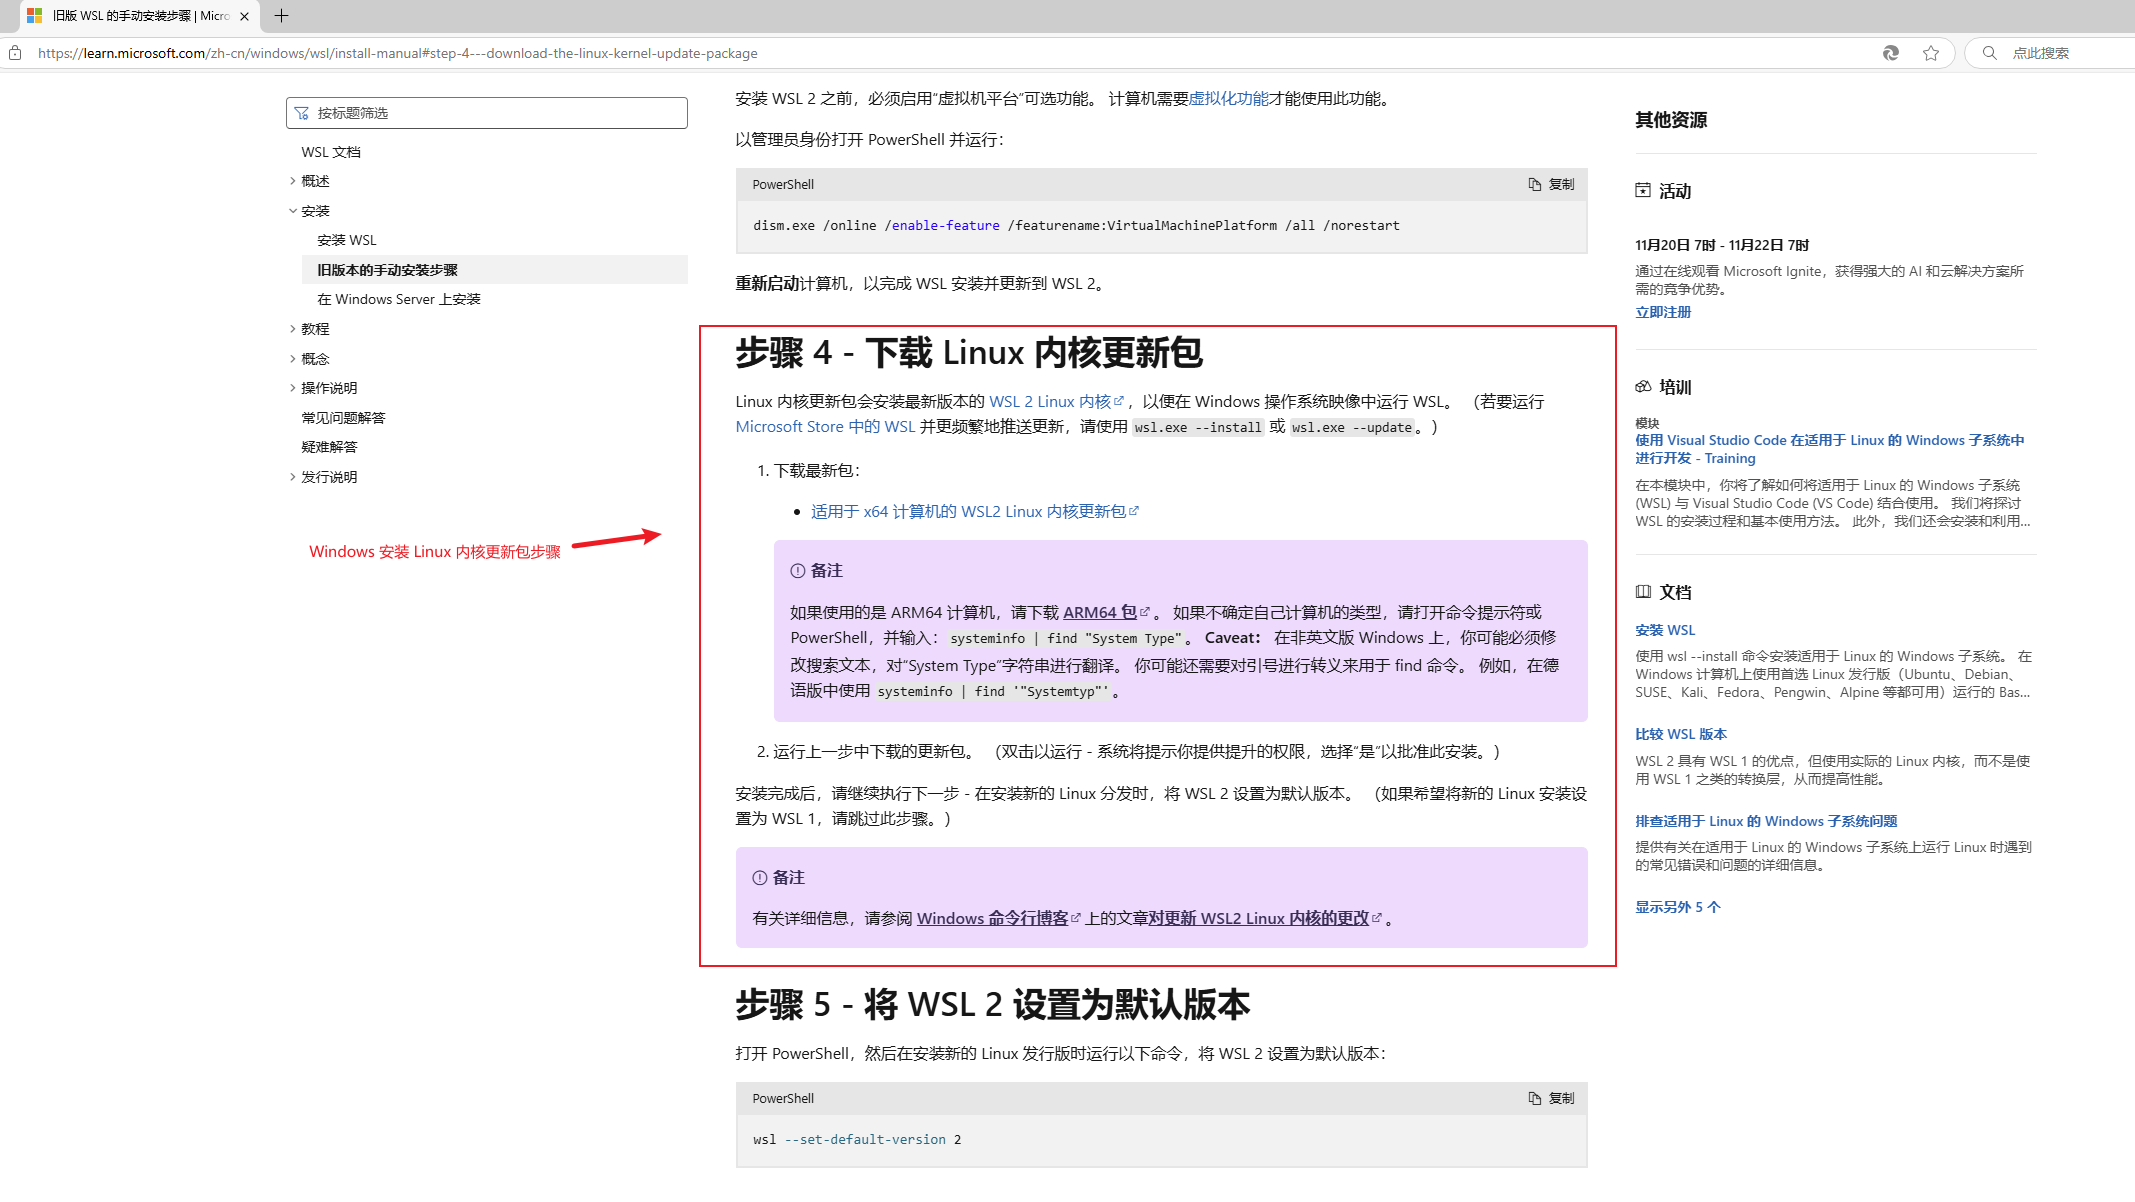 旧版 WSL 的手动安装步骤 | Micro
https://learn.microsoft.com/zh-cn/windows/wsl/install-manual#step-4---download-the-linux-kernel-update-package
点此搜索
按标题筛选
WSL 文档
概述
安装
安装 WSL
旧版本的手动安装步骤
在 Windows Server 上安装
教程
概念
操作说明
常见问题解答
疑难解答
发行说明
Windows 安装 Linux 内核更新包步骤
安装 WSL 2 之前，必须启用“虚拟机平台”可选功能。 计算机需要虚拟化功能才能使用此功能。
以管理员身份打开 PowerShell 并运行：
PowerShell
复制
dism.exe /online /enable-feature /featurename:VirtualMachinePlatform /all /norestart
重新启动计算机，以完成 WSL 安装并更新到 WSL 2。
步骤 4 - 下载 Linux 内核更新包
Linux 内核更新包会安装最新版本的 WSL 2 Linux 内核，以便在 Windows 操作系统映像中运行 WSL。 （若要运行
Microsoft Store 中的 WSL 并更频繁地推送更新，请使用 wsl.exe --install 或 wsl.exe --update。）
1. 下载最新包：
• 适用于 x64 计算机的 WSL2 Linux 内核更新包
备注
如果使用的是 ARM64 计算机，请下载 ARM64 包。 如果不确定自己计算机的类型，请打开命令提示符或
PowerShell，并输入： systeminfo | find "System Type"。 Caveat： 在非英文版 Windows 上，你可能必须修
改搜索文本，对“System Type”字符串进行翻译。 你可能还需要对引号进行转义来用于 find 命令。 例如，在德
语版中使用 systeminfo | find '"Systemtyp"'。
2. 运行上一步中下载的更新包。 （双击以运行 - 系统将提示你提供提升的权限，选择“是”以批准此安装。）
安装完成后，请继续执行下一步 - 在安装新的 Linux 分发时，将 WSL 2 设置为默认版本。 （如果希望将新的 Linux 安装设
置为 WSL 1，请跳过此步骤。）
备注
有关详细信息，请参阅 Windows 命令行博客上的文章对更新 WSL2 Linux 内核的更改。
步骤 5 - 将 WSL 2 设置为默认版本
打开 PowerShell，然后在安装新的 Linux 发行版时运行以下命令，将 WSL 2 设置为默认版本：
PowerShell
复制
wsl --set-default-version 2
其他资源
活动
11月20日 7时 - 11月22日 7时
通过在线观看 Microsoft Ignite，获得强大的 AI 和云解决方案所
需的竞争优势。
立即注册
培训
模块
使用 Visual Studio Code 在适用于 Linux 的 Windows 子系统中
进行开发 - Training
在本模块中，你将了解如何将适用于 Linux 的 Windows 子系统
(WSL) 与 Visual Studio Code (VS Code) 结合使用。 我们将探讨
WSL 的安装过程和基本使用方法。 此外，我们还会安装和利用...
文档
安装 WSL
使用 wsl --install 命令安装适用于 Linux 的 Windows 子系统。 在
Windows 计算机上使用首选 Linux 发行版（Ubuntu、Debian、
SUSE、Kali、Fedora、Pengwin、Alpine 等都可用）运行的 Bas...
比较 WSL 版本
WSL 2 具有 WSL 1 的优点，但使用实际的 Linux 内核，而不是使
用 WSL 1 之类的转换层，从而提高性能。
排查适用于 Linux 的 Windows 子系统问题
提供有关在适用于 Linux 的 Windows 子系统上运行 Linux 时遇到
的常见错误和问题的详细信息。
显示另外 5 个